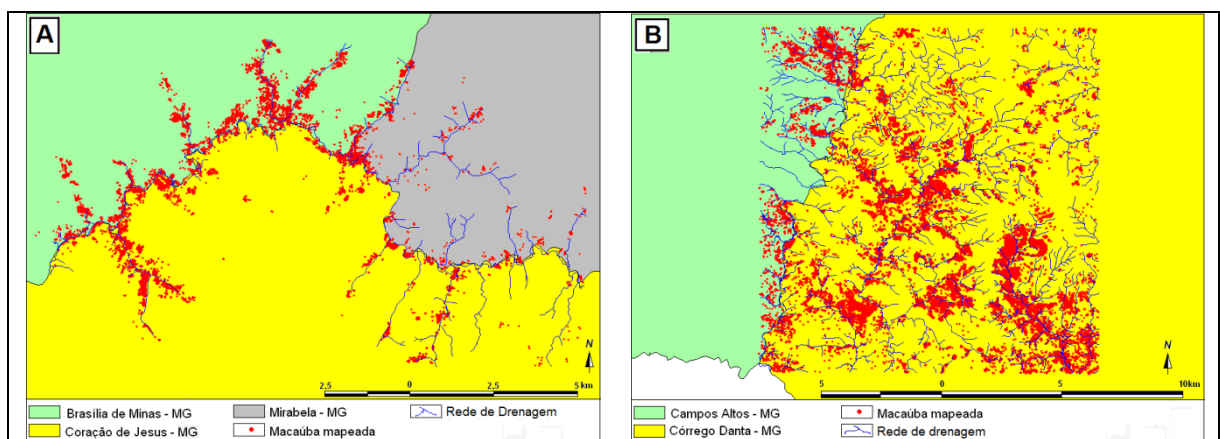 A
N
2,5 0 2,5 5 km
Brasília de Minas - MG Mirabela - MG Rede de Drenagem
Coração de Jesus - MG Macaúba mapeada
B
N
5 0 5 10km
Campos Altos - MG Macaúba mapeada
Córrego Danta - MG Rede de drenagem